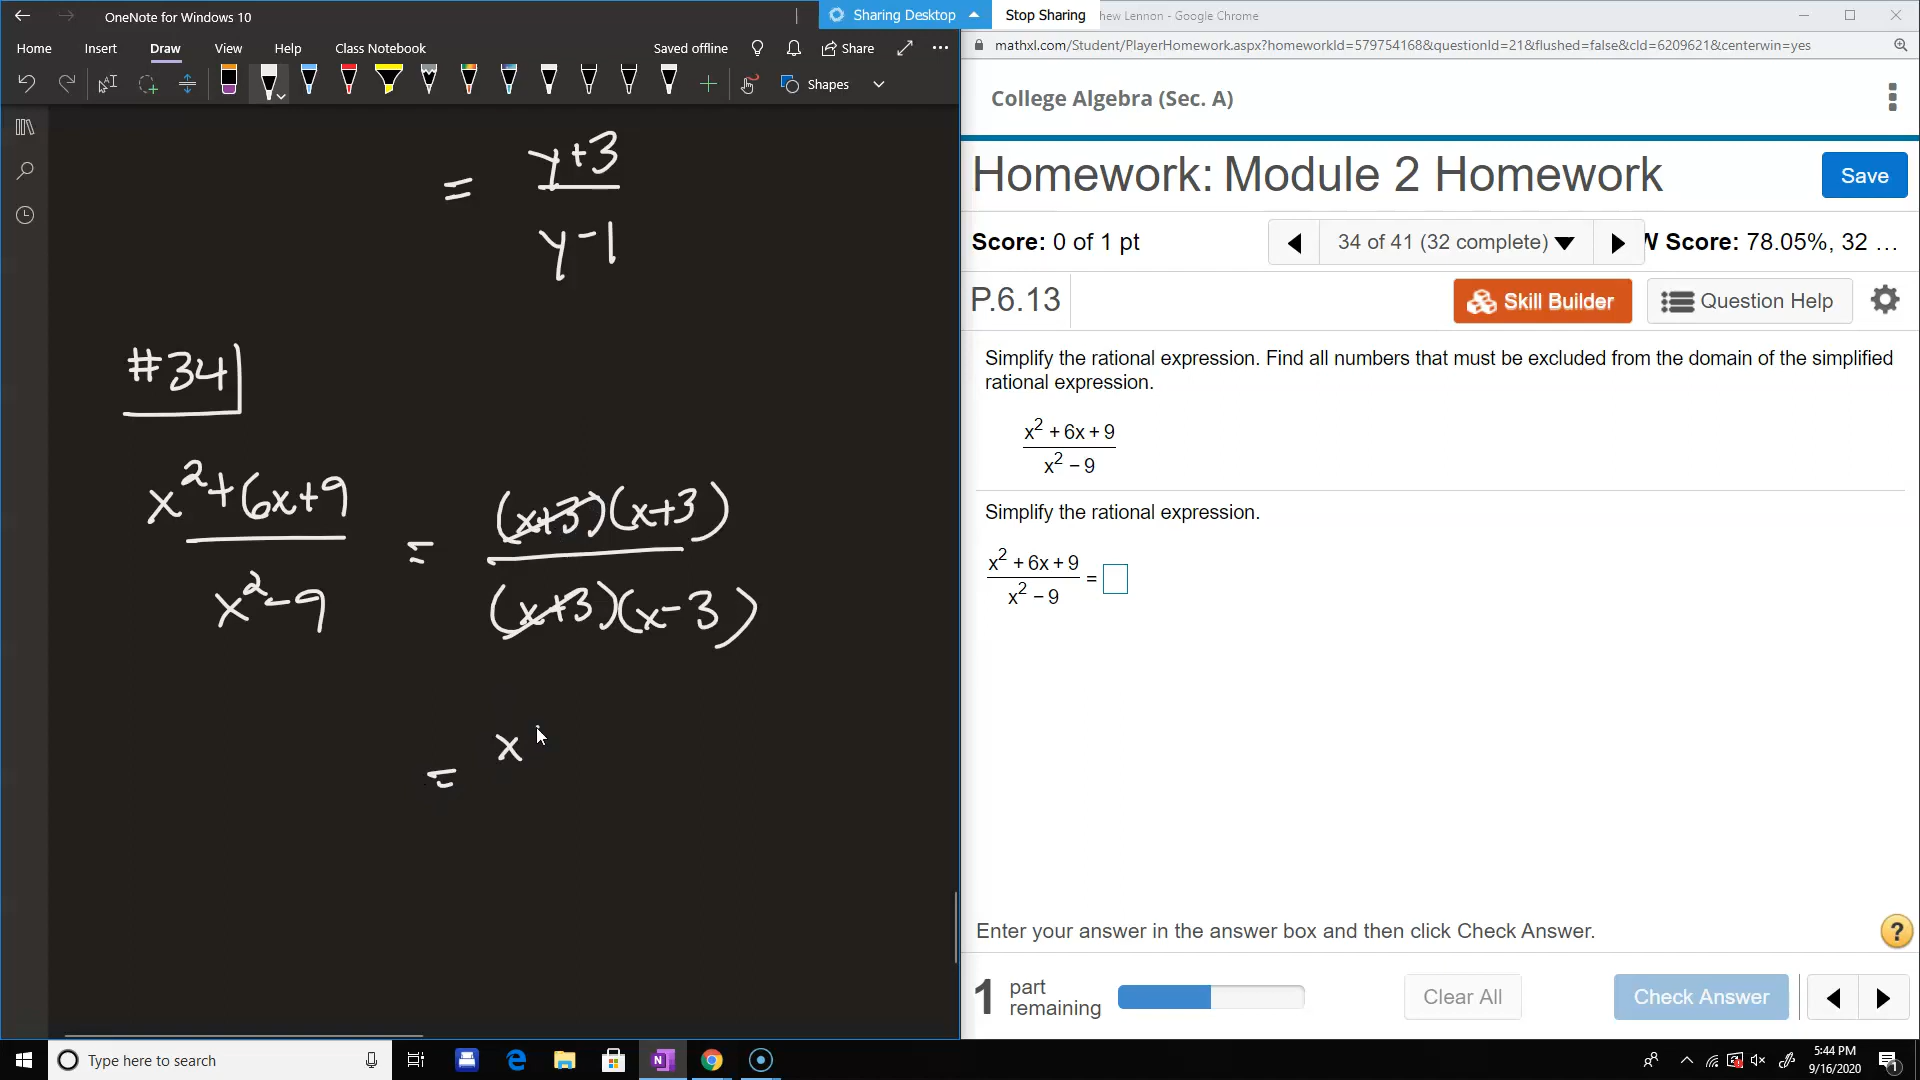 OneNote for Windows 10
Sharing Desktop
Stop Sharing
hew Lennon - Google Chrome
Home Insert Draw View Help Class Notebook Saved offline Share
mathxl.com/Student/PlayerHomework.aspx?homeworkId=579754168&questionId=21&flushed=false&cId=6209621&centerwin=yes
Shapes
College Algebra (Sec. A)
Homework: Module 2 Homework
Save
Score: 0 of 1 pt
34 of 41 (32 complete)
W Score: 78.05%, 32 ...
P.6.13
Skill Builder
Question Help
Simplify the rational expression. Find all numbers that must be excluded from the domain of the simplified
rational expression.
x² + 6x + 9
x² − 9
Simplify the rational expression.
x² + 6x + 9
x² − 9
=
Enter your answer in the answer box and then click Check Answer.
?
1 part
remaining
Clear All
Check Answer
y+3
=
y-1
#34
x²+6x+9
x²-9
=
(x+3)(x+3)
(x+3)(x-3)
= x
Type here to search
5:44 PM
9/16/2020
1